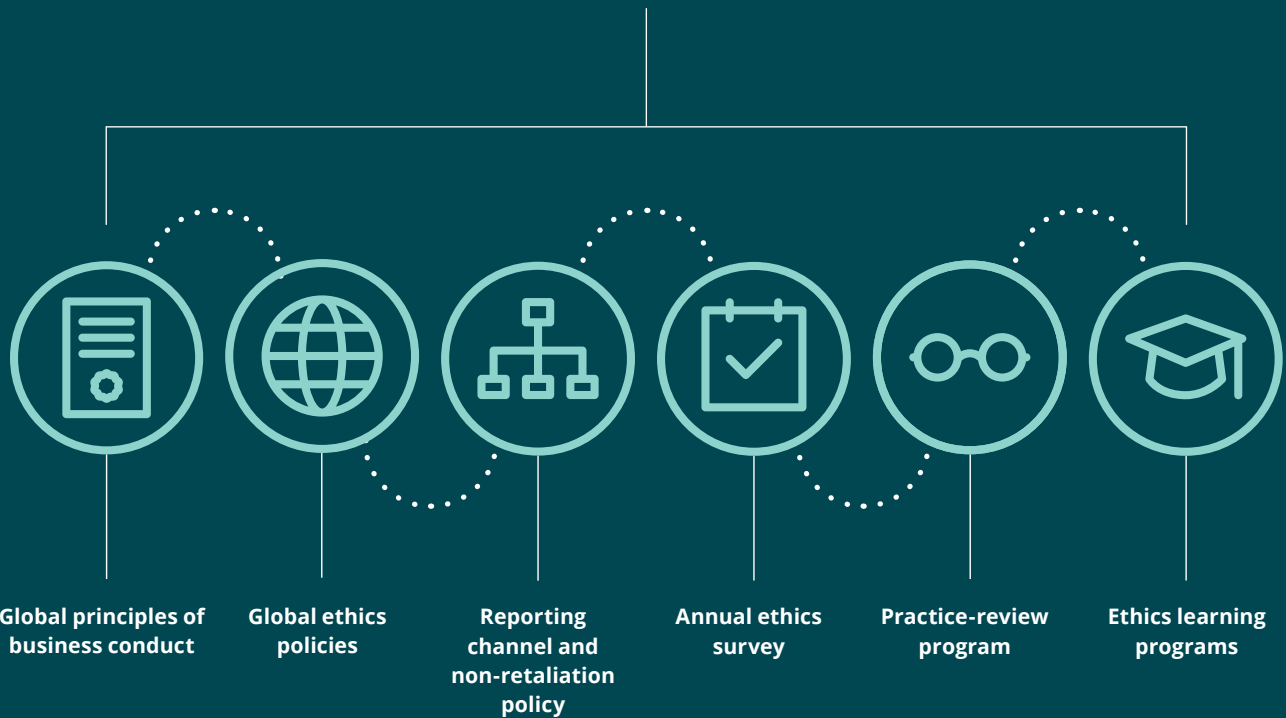 Global principles of
business conduct
Global ethics
policies
Reporting
channel and
non-retaliation
policy
Annual ethics
survey
Practice-review
program
Ethics learning
programs